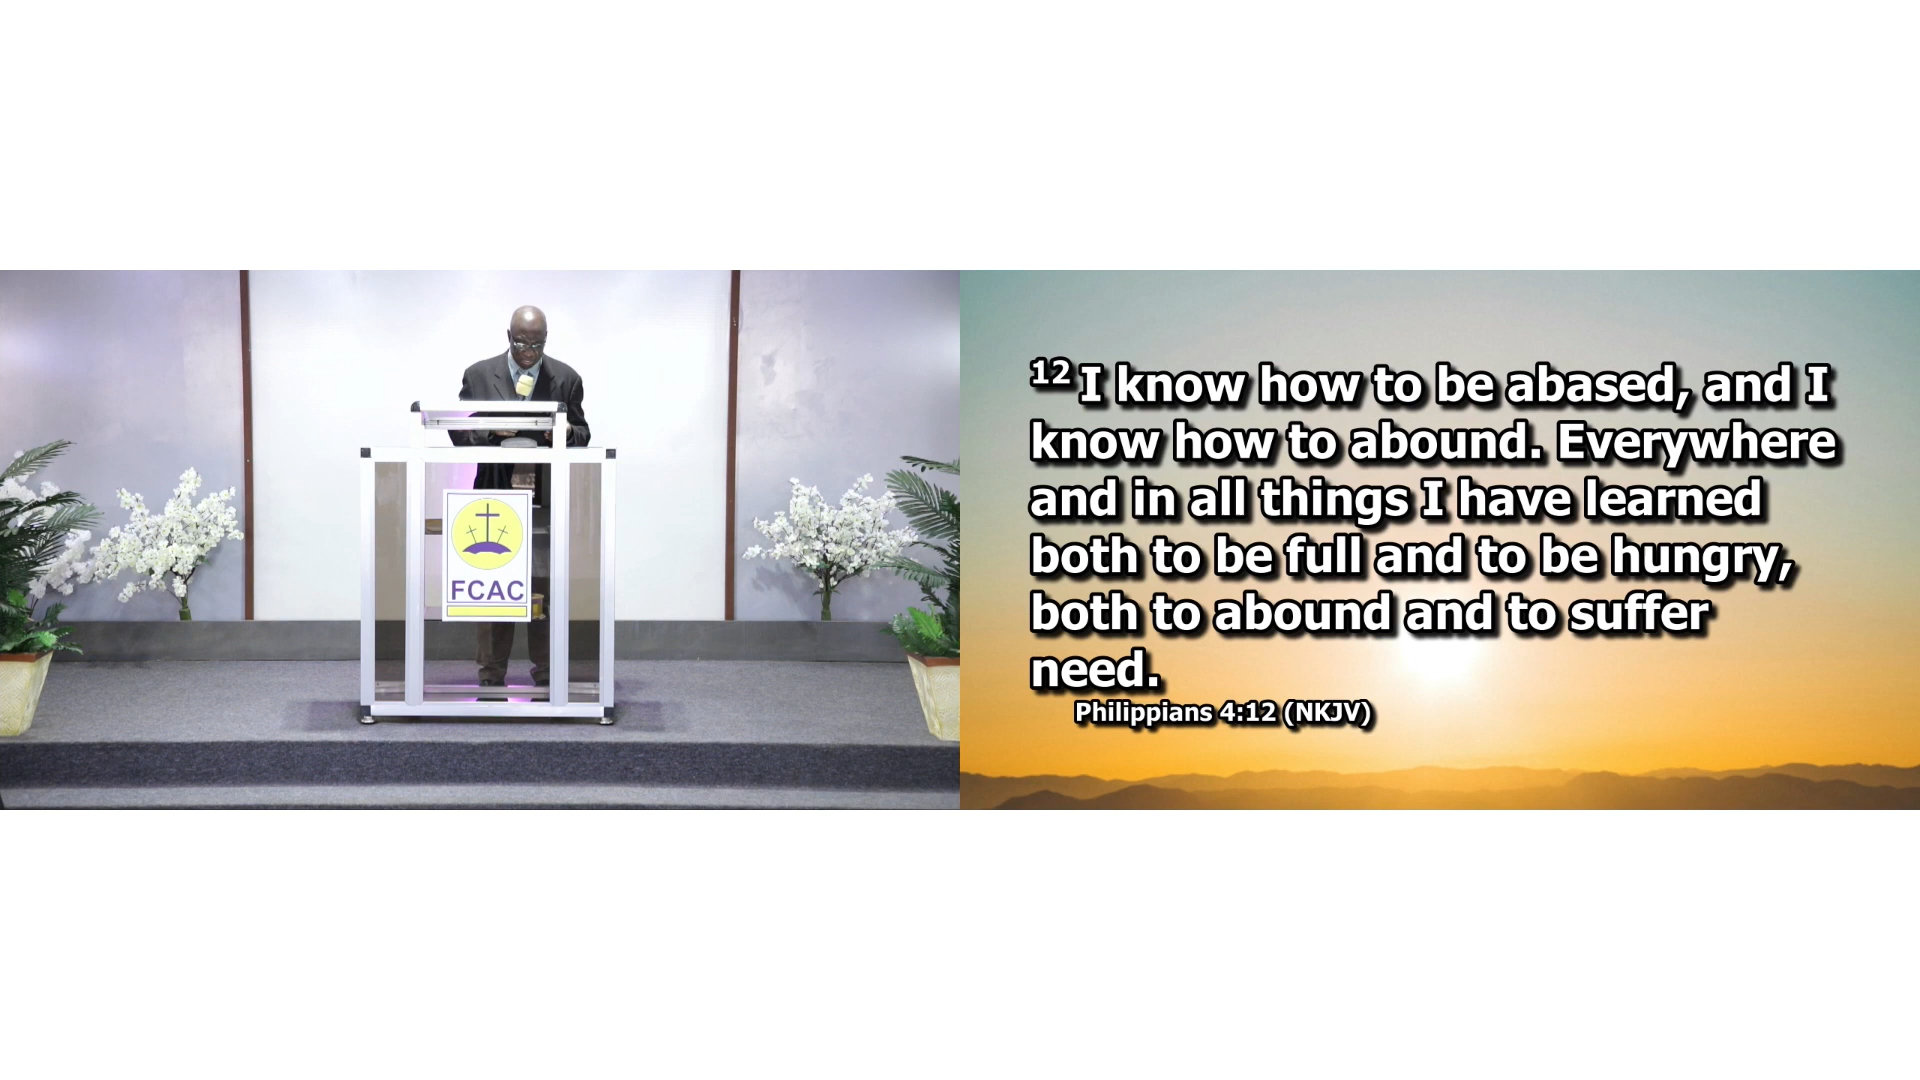 FCAC
12 I know how to be abased, and I
know how to abound. Everywhere
and in all things I have learned
both to be full and to be hungry,
both to abound and to suffer
need.
Philippians 4:12 (NKJV)